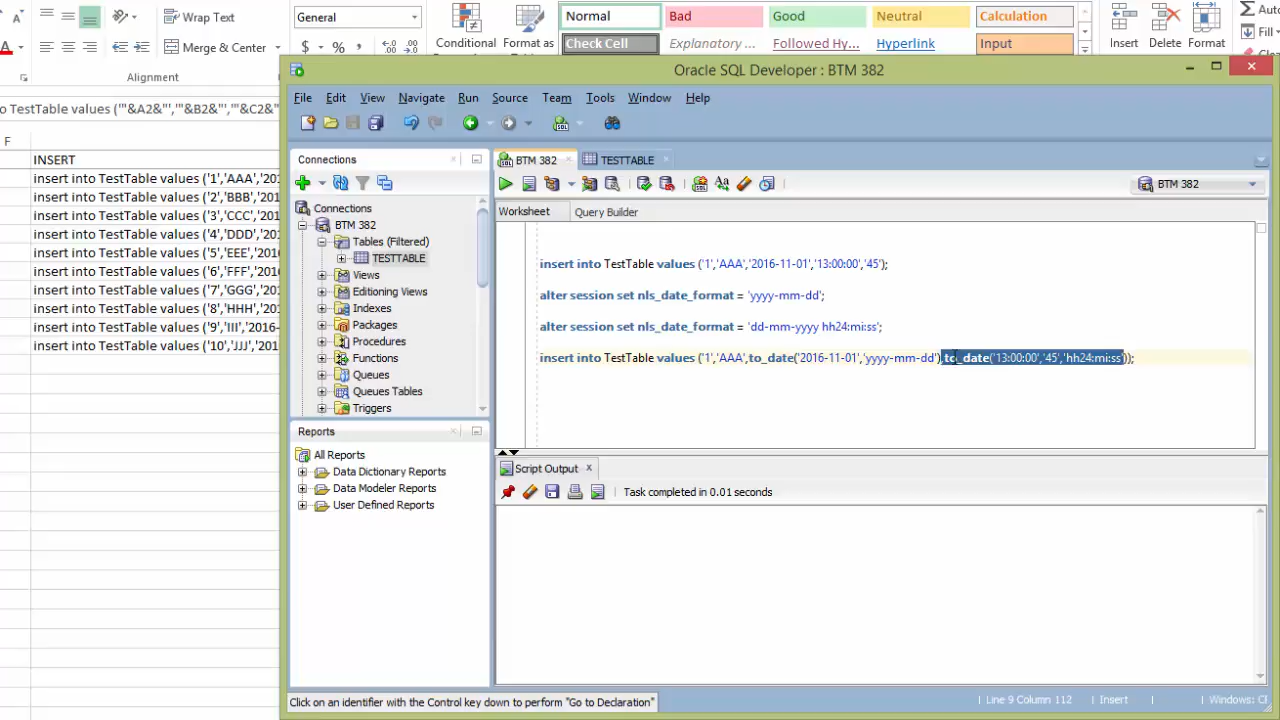 Wrap Text
General
Normal
Bad
Good
Neutral
Calculation
Auto
Fill
Merge & Center
$ %
Conditional
Format as
Check Cell
Explanatory ...
Followed Hy...
Hyperlink
Input
Insert
Delete
Format
Alignment
o TestTable values ('"&A2&"','"&B2&"','"&C2&"
F
INSERT
insert into TestTable values ('1','AAA','201
insert into TestTable values ('2','BBB','201
insert into TestTable values ('3','CCC','201
insert into TestTable values ('4','DDD','201
insert into TestTable values ('5','EEE','201
insert into TestTable values ('6','FFF','201
insert into TestTable values ('7','GGG','201
insert into TestTable values ('8','HHH','201
insert into TestTable values ('9','III','2016-
insert into TestTable values ('10','JJJ','201
Oracle SQL Developer : BTM 382
File Edit View Navigate Run Source Team Tools Window Help
Connections
Connections
BTM 382
Tables (Filtered)
TESTTABLE
Views
Editioning Views
Indexes
Packages
Procedures
Functions
Queues
Queues Tables
Triggers
Reports
All Reports
Data Dictionary Reports
Data Modeler Reports
User Defined Reports
BTM 382
TESTTABLE
BTM 382
Worksheet
Query Builder
insert into TestTable values ('1','AAA','2016-11-01','13:00:00','45');
alter session set nls_date_format = 'yyyy-mm-dd';
alter session set nls_date_format = 'dd-mm-yyyy hh24:mi:ss';
insert into TestTable values ('1','AAA',to_date('2016-11-01','yyyy-mm-dd'),to_date('13:00:00','45','hh24:mi:ss'));
Script Output
Task completed in 0.01 seconds
Click on an identifier with the Control key down to perform "Go to Declaration"
Line 9 Column 112
Insert
Windows: C